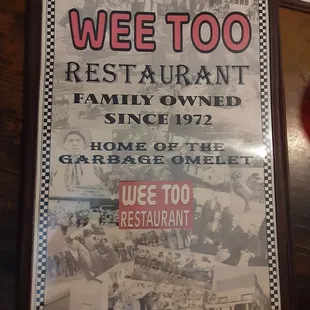 WEE TOO
RESTAURANT
FAMILY OWNED
SINCE 1972
HOME OF THE
GARBAGE OMELET
WEE TOO
RESTAURANT